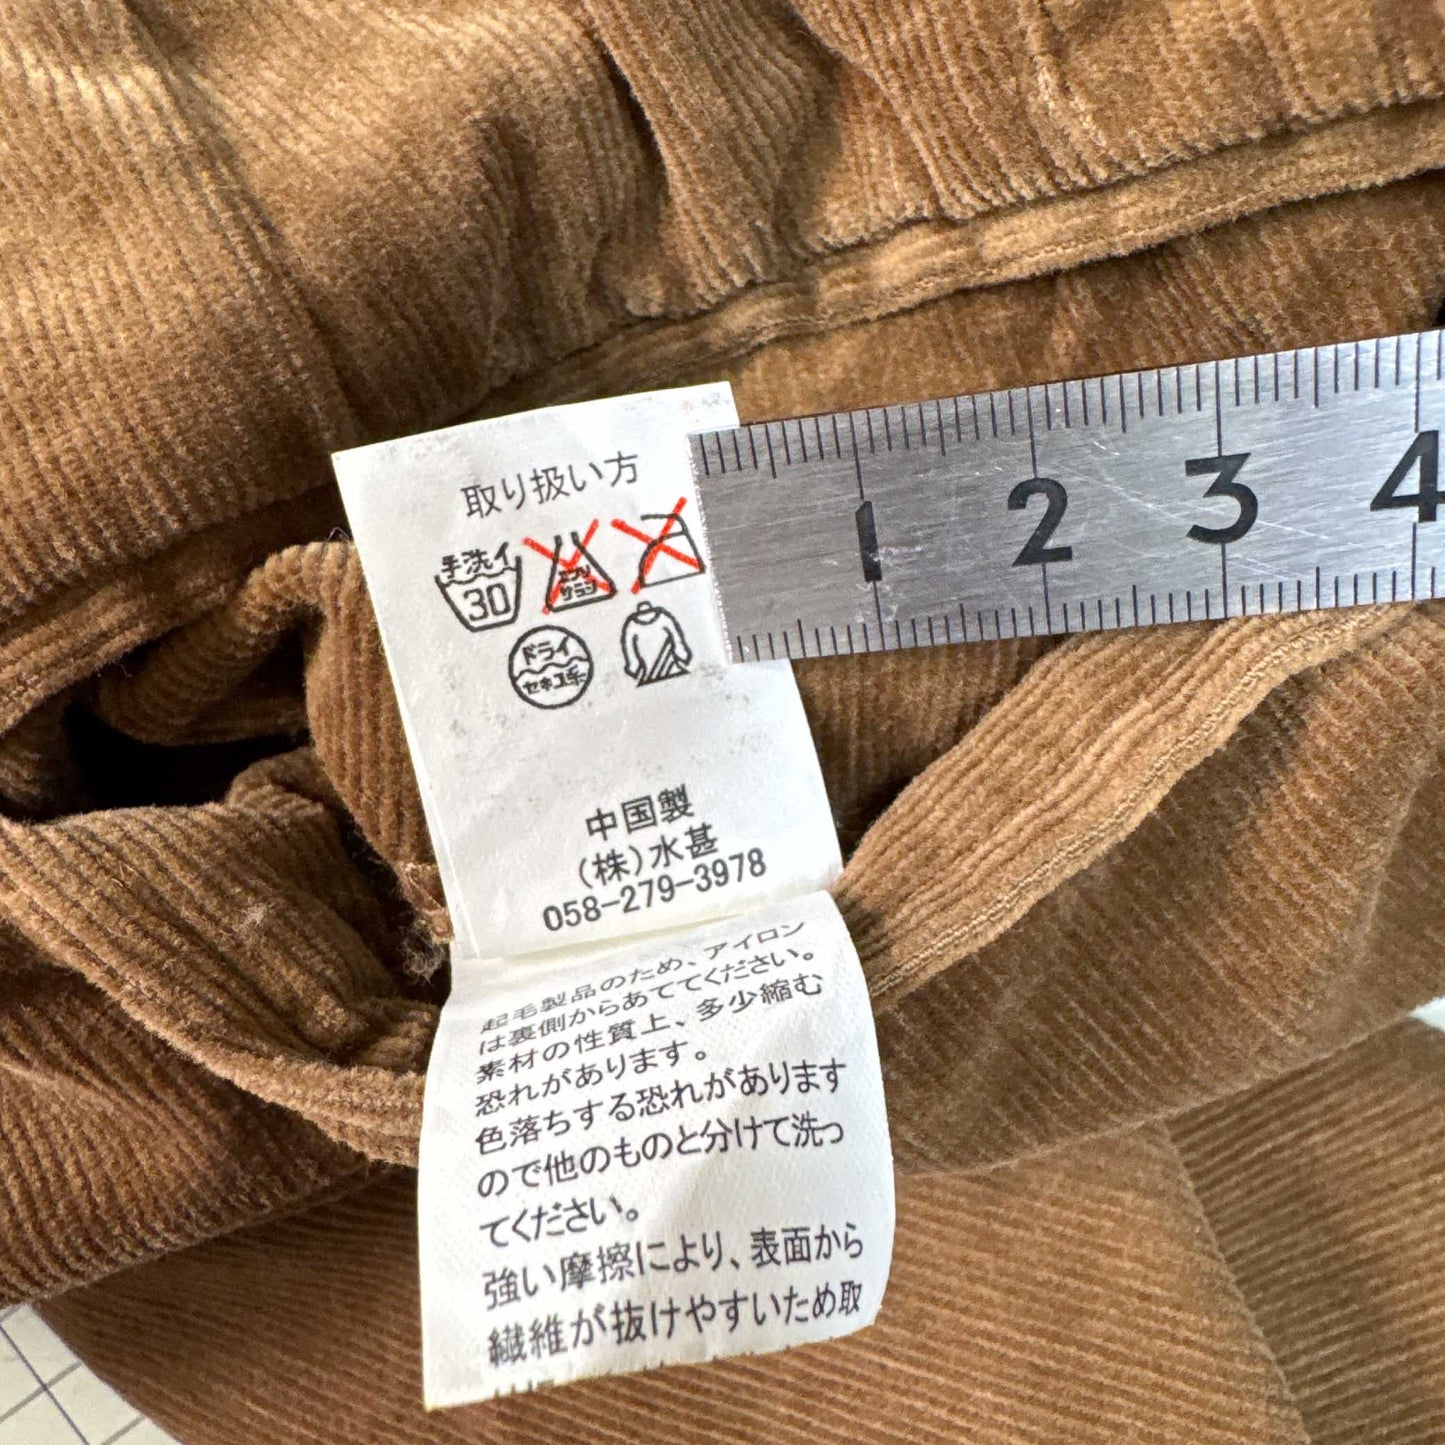 取り扱い方
手洗イ
30
エンソ
サラシ
ドライ
セキユ系
中国製
(株)水甚
058-279-3978
起毛製品のため、アイロン
は裏側からあててください。
素材の性質上、多少縮む
恐れがあります。
色落ちする恐れがあります
ので他のものと分けて洗っ
てください。
強い摩擦により、表面から
繊維が抜けやすいため取
1
2
3
4